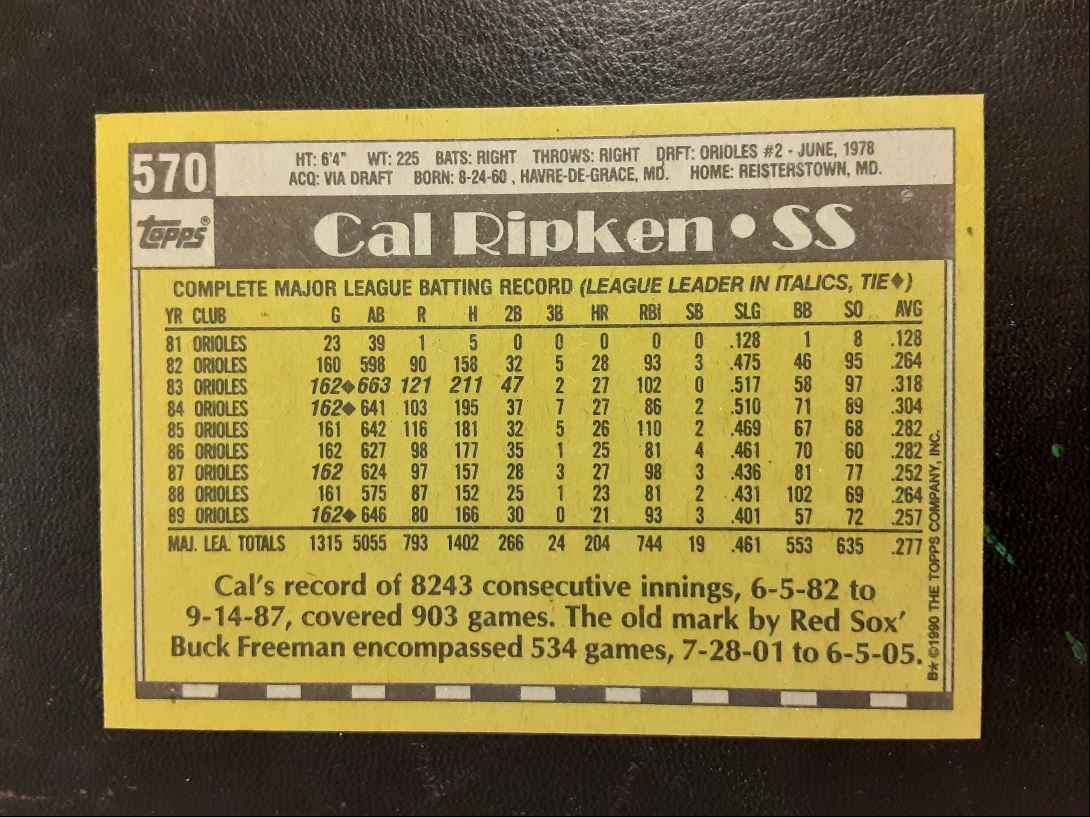 570
HT: 6'4" WT: 225 BATS: RIGHT THROWS: RIGHT DRFT: ORIOLES #2 - JUNE, 1978
ACQ: VIA DRAFT BORN: 8-24-60, HAVRE-DE-GRACE, MD. HOME: REISTERSTOWN, MD.
TOPPS®
Cal Ripken • SS
COMPLETE MAJOR LEAGUE BATTING RECORD (LEAGUE LEADER IN ITALICS, TIE♦)
YR CLUB G AB R H 2B 3B HR RBI SB SLG BB SO AVG
81 ORIOLES 23 39 1 5 0 0 0 0 0 .128 1 8 .128
82 ORIOLES 160 598 90 158 32 5 28 93 3 .475 46 95 .264
83 ORIOLES 162♦ 663 121 211 47 2 27 102 0 .517 58 97 .318
84 ORIOLES 162♦ 641 103 195 37 7 27 86 2 .510 71 89 .304
85 ORIOLES 161 642 116 181 32 5 26 110 2 .469 67 68 .282
86 ORIOLES 162 627 98 177 35 1 25 81 4 .461 70 60 .282
87 ORIOLES 162 624 97 157 28 3 27 98 3 .436 81 77 .252
88 ORIOLES 161 575 87 152 25 1 23 81 2 .431 102 69 .264
89 ORIOLES 162♦ 646 80 166 30 0 21 93 3 .401 57 72 .257
MAJ. LEA. TOTALS 1315 5055 793 1402 266 24 204 744 19 .461 553 635 .277
Cal's record of 8243 consecutive innings, 6-5-82 to
9-14-87, covered 903 games. The old mark by Red Sox'
Buck Freeman encompassed 534 games, 7-28-01 to 6-5-05.
B* ©1990 THE TOPPS COMPANY, INC.